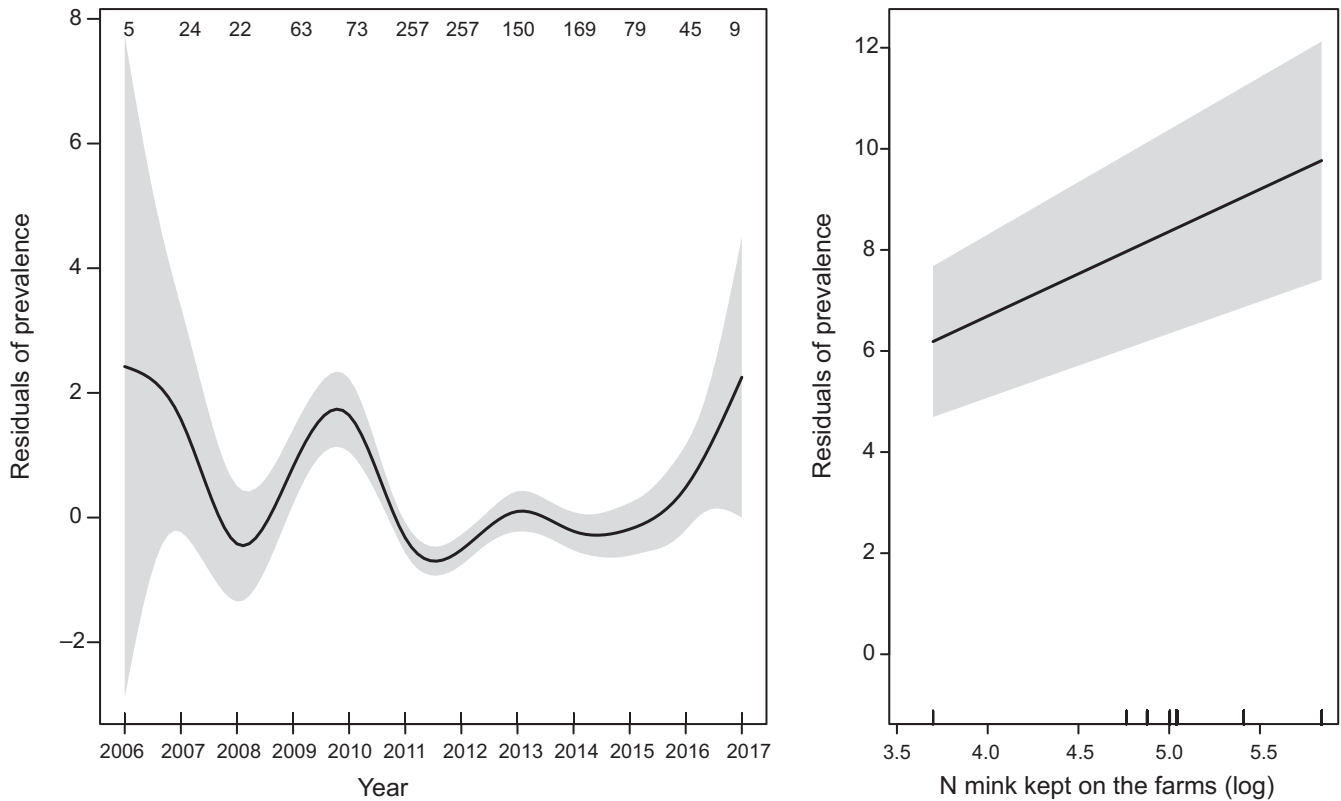 5 24 22 63 73 257 257 150 169 79 45 9
8
6
4
2
0
–2
Residuals of prevalence
2006 2007 2008 2009 2010 2011 2012 2013 2014 2015 2016 2017
Year
12
10
8
6
4
2
0
Residuals of prevalence
3.5 4.0 4.5 5.0 5.5
N mink kept on the farms (log)